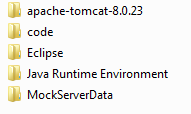 apache-tomcat-8.0.23
code
Eclipse
Java Runtime Environment
MockServerData